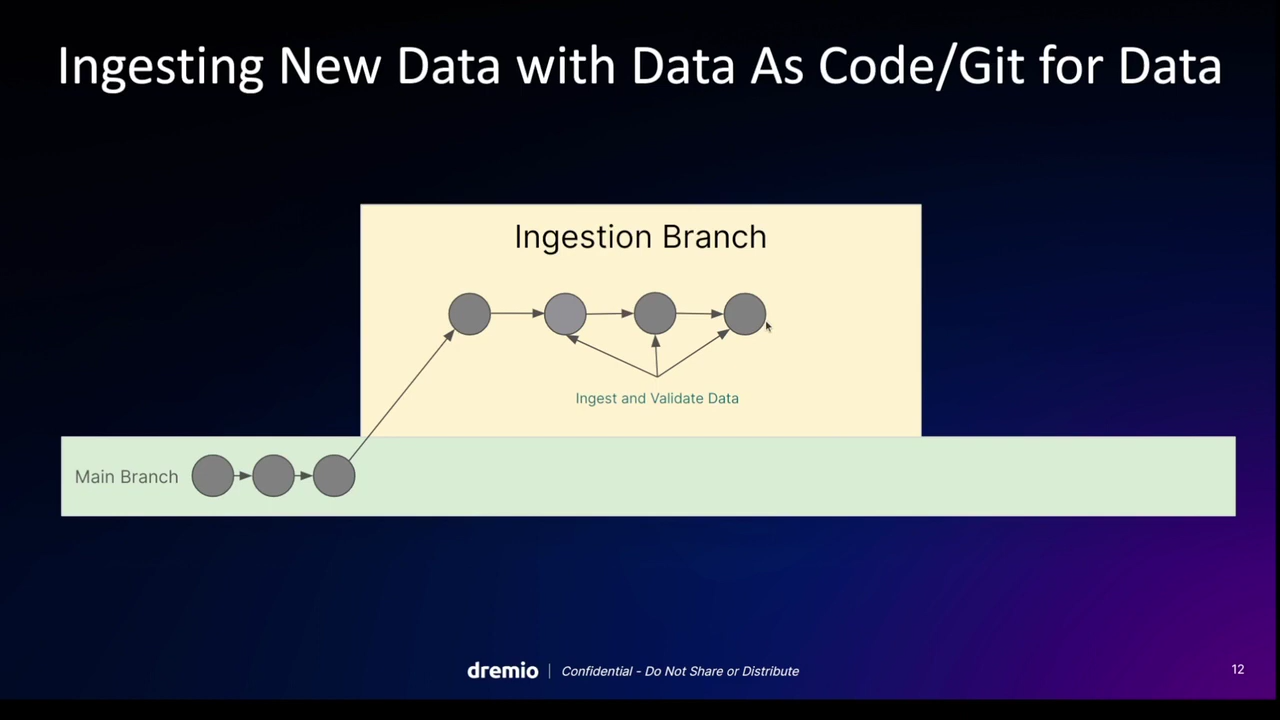 Ingesting New Data with Data As Code/Git for Data
Ingestion Branch
Ingest and Validate Data
Main Branch
dremio | Confidential - Do Not Share or Distribute
12